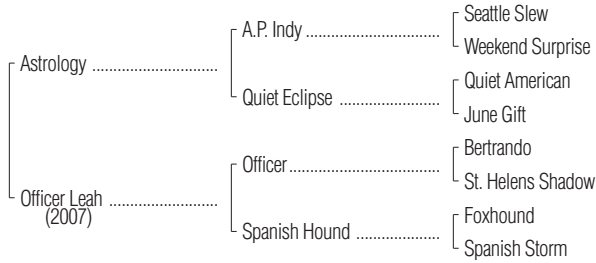 Seattle Slew
A.P. Indy
Weekend Surprise
Astrology
Quiet American
Quiet Eclipse
June Gift
Bertrando
Officer
St. Helens Shadow
Officer Leah
(2007)
Foxhound
Spanish Hound
Spanish Storm